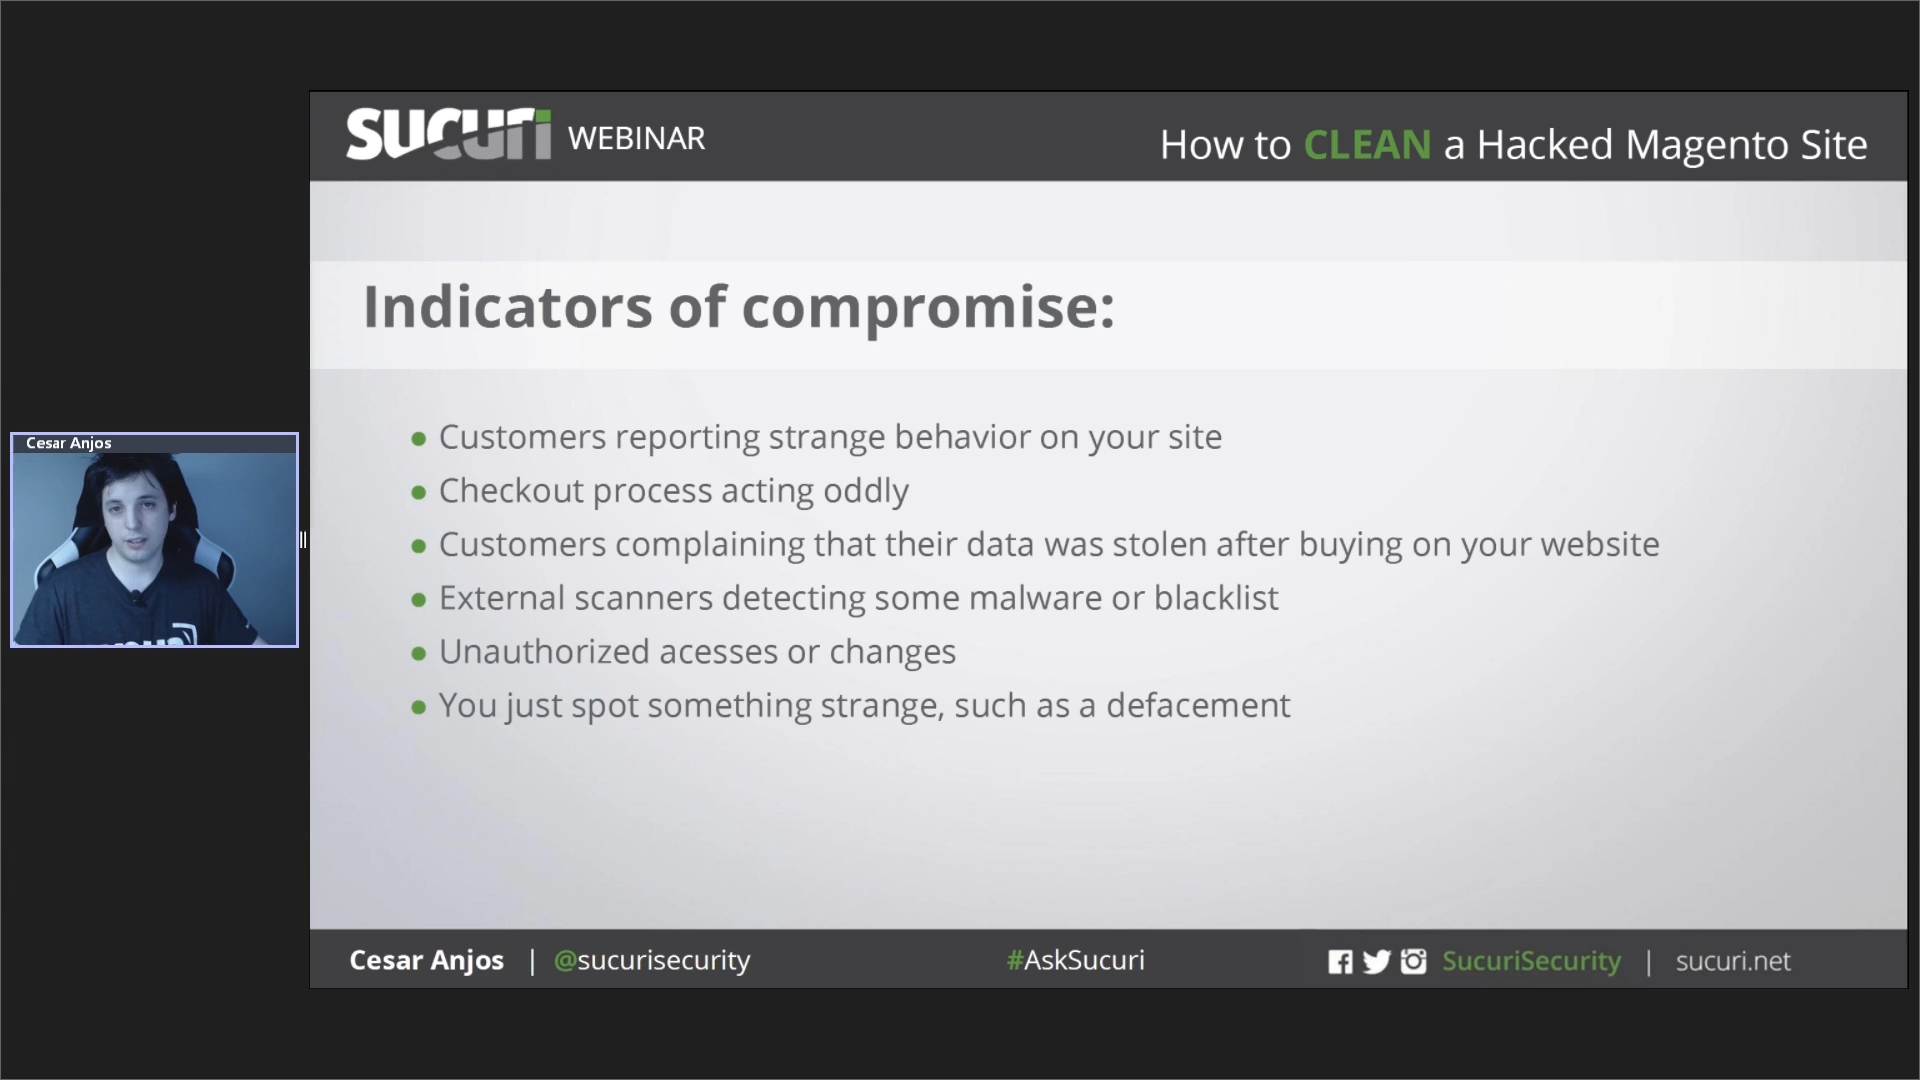 sucuri WEBINAR
How to CLEAN a Hacked Magento Site
Indicators of compromise:
Customers reporting strange behavior on your site
Checkout process acting oddly
Customers complaining that their data was stolen after buying on your website
External scanners detecting some malware or blacklist
Unauthorized acesses or changes
You just spot something strange, such as a defacement
Cesar Anjos
Cesar Anjos | @sucurisecurity
#AskSucuri
SucuriSecurity | sucuri.net